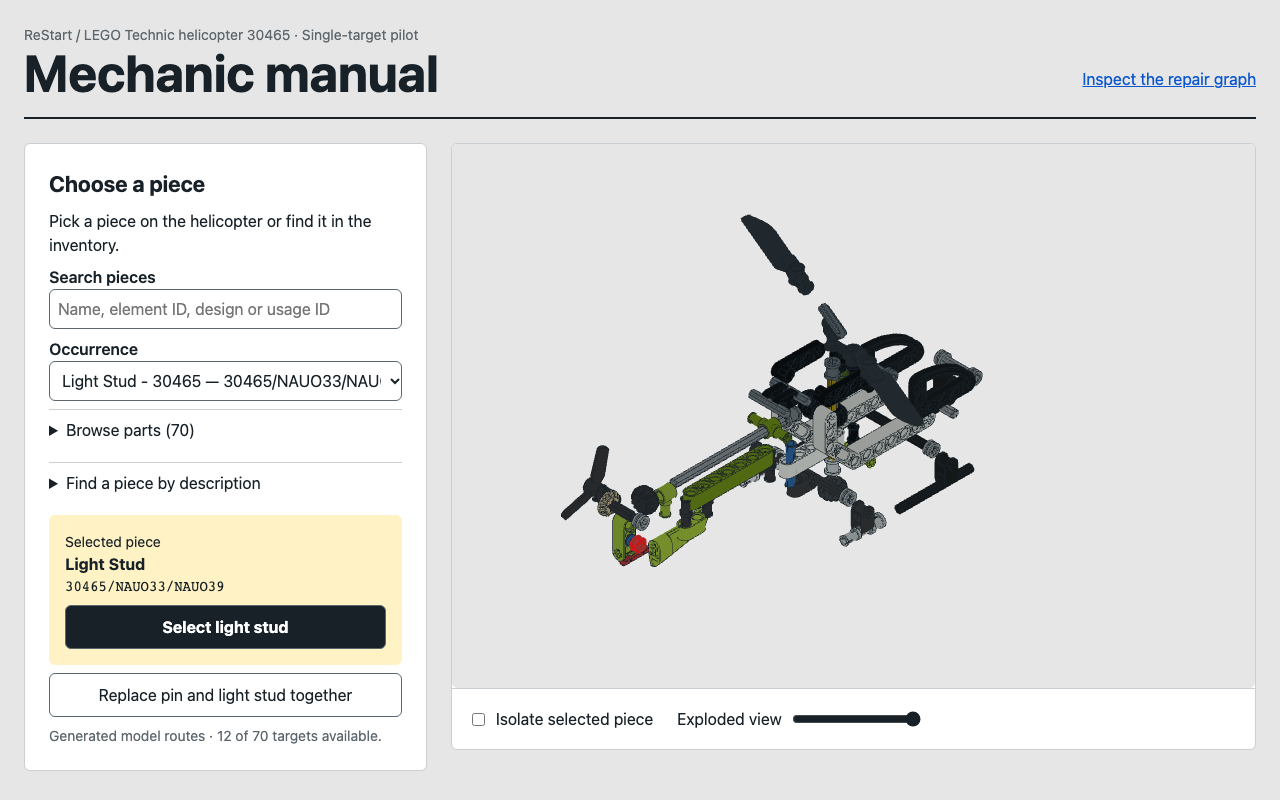 ReStart / LEGO Technic helicopter 30465 · Single-target pilot
Mechanic manual
Inspect the repair graph
Choose a piece
Pick a piece on the helicopter or find it in the
inventory.
Search pieces
Name, element ID, design or usage ID
Occurrence
Light Stud - 30465 — 30465/NAUO33/NAU
Browse parts (70)
Find a piece by description
Selected piece
Light Stud
30465/NAUO33/NAUO39
Select light stud
Replace pin and light stud together
Generated model routes · 12 of 70 targets available.
Isolate selected piece
Exploded view